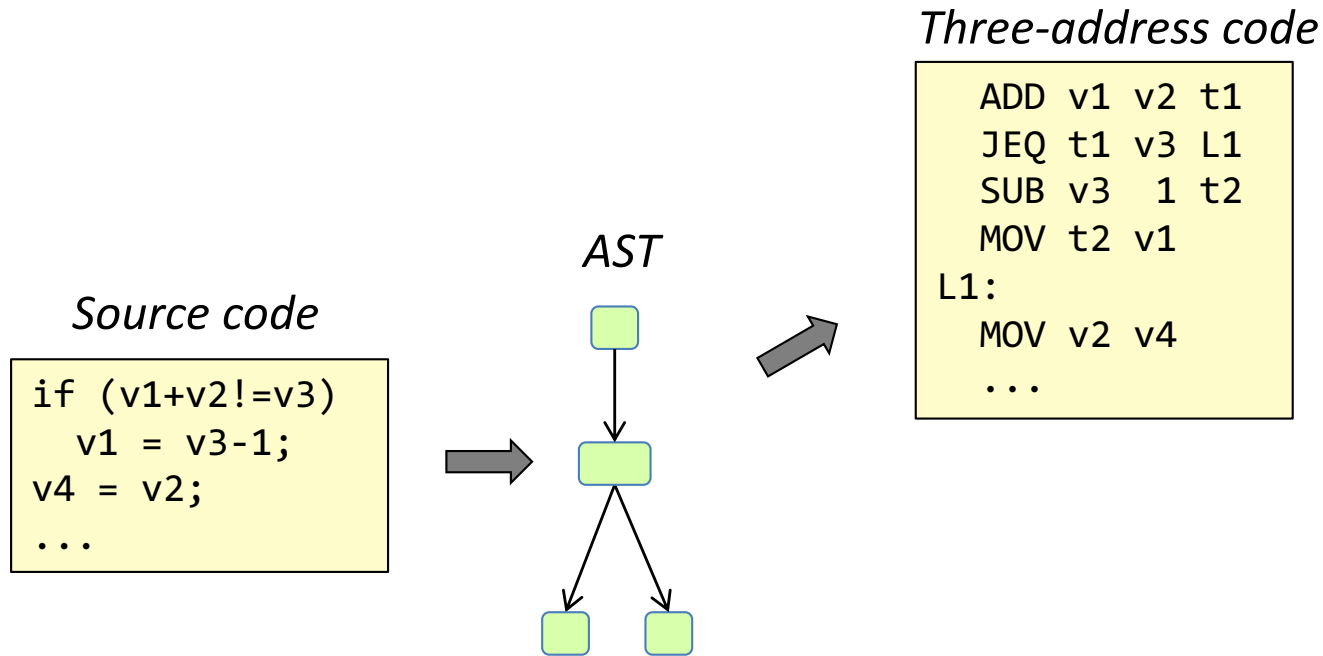 Source code
if (v1+v2!=v3)
  v1 = v3-1;
v4 = v2;
...
AST
Three-address code
  ADD v1 v2 t1
  JEQ t1 v3 L1
  SUB v3  1 t2
  MOV t2 v1
L1:
  MOV v2 v4
  ...